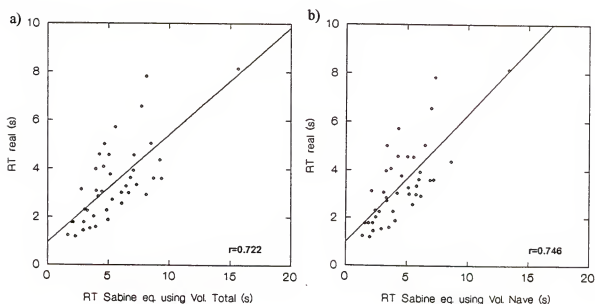 a)
10
8
6
4
2
0
RT real (s)
r=0.722
0 5 10 15 20
RT Sabine eq. using Vol. Total (s)
b)
10
8
6
4
2
0
RT real (s)
r=0.746
0 5 10 15 20
RT Sabine eq. using Vol. Nave (s)